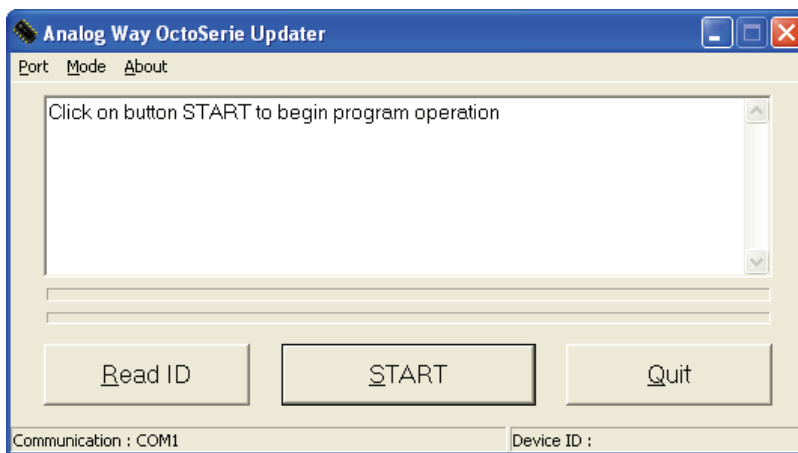 Analog Way OctoSerie Updater
Port Mode About
Click on button START to begin program operation
Read ID START Quit
Communication : COM1 Device ID :